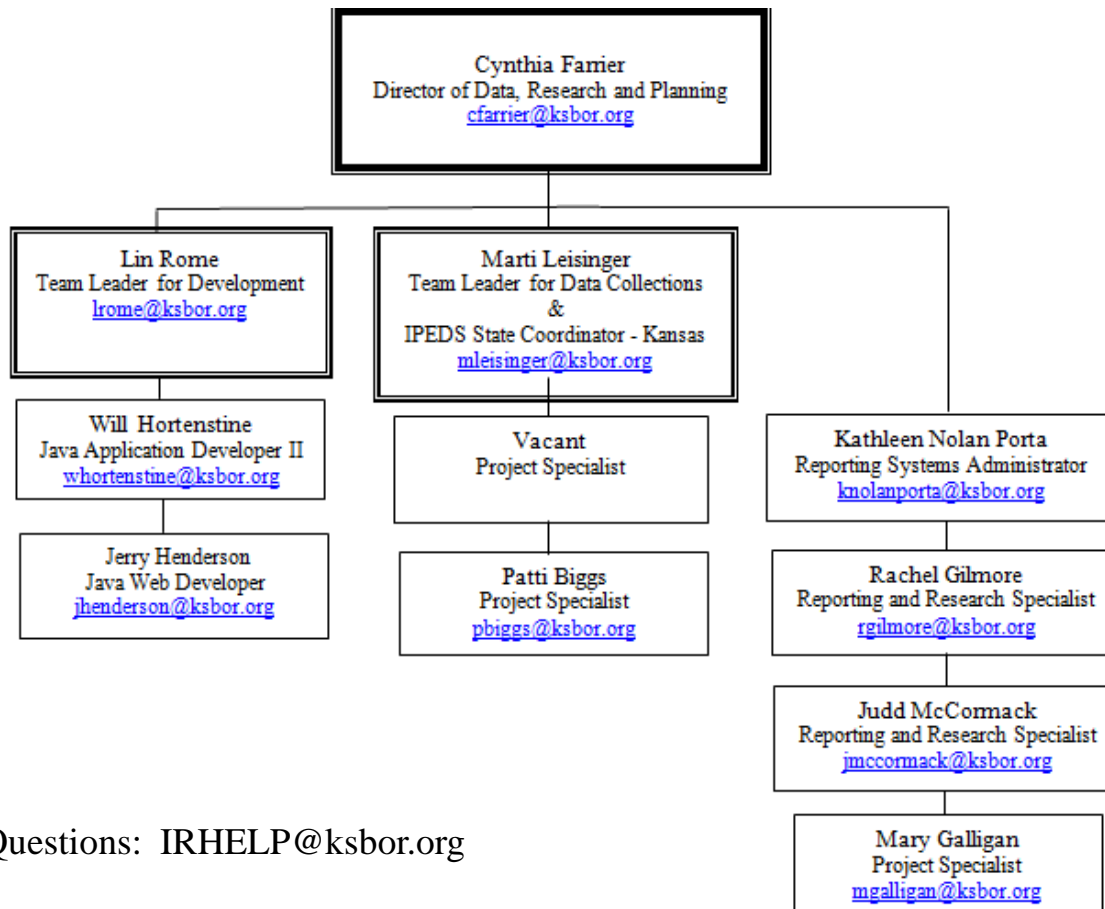 Cynthia Farrier
Director of Data, Research and Planning
cfarrier@ksbor.org
Lin Rome
Team Leader for Development
lrome@ksbor.org
Marti Leisinger
Team Leader for Data Collections
&
IPEDS State Coordinator - Kansas
mleisinger@ksbor.org
Will Hortenstine
Java Application Developer II
whortenstine@ksbor.org
Jerry Henderson
Java Web Developer
jhenderson@ksbor.org
Vacant
Project Specialist
Patti Biggs
Project Specialist
pbiggs@ksbor.org
Kathleen Nolan Porta
Reporting Systems Administrator
knolanporta@ksbor.org
Rachel Gilmore
Reporting and Research Specialist
rgilmore@ksbor.org
Judd McCormack
Reporting and Research Specialist
jmccormack@ksbor.org
Mary Galligan
Project Specialist
mgalligan@ksbor.org
Questions: IRHELP@ksbor.org